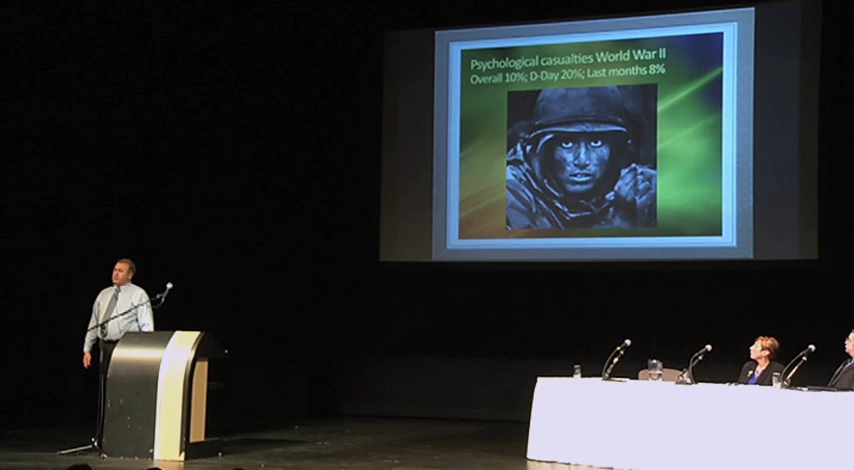 Psychological casualties World War II
Overall 10%; D-Day 20%; Last months 8%